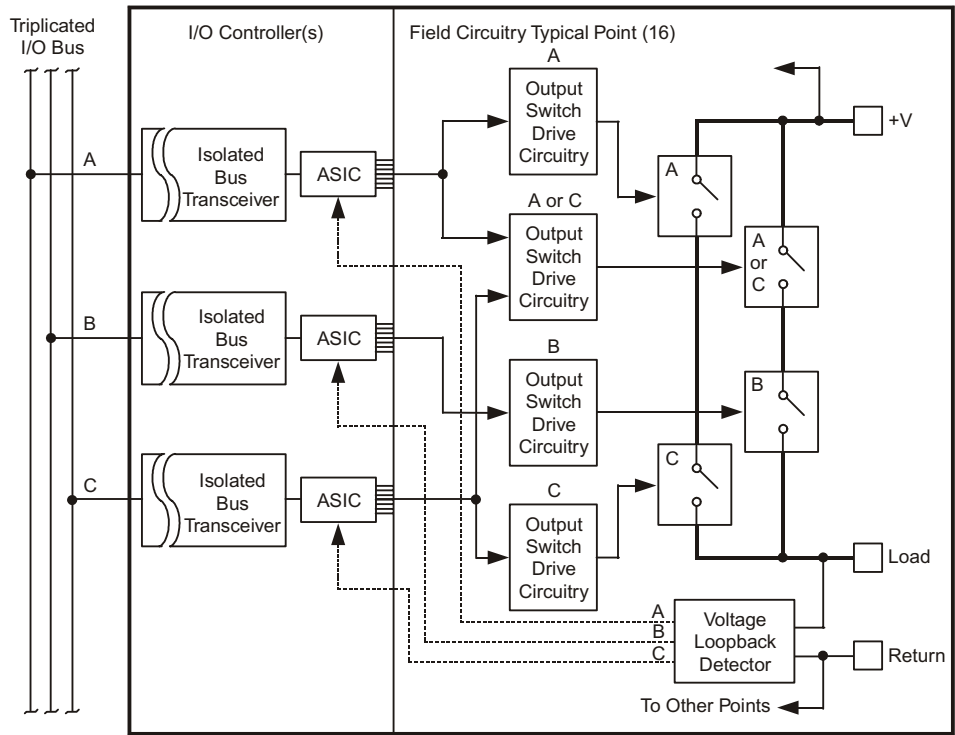 Triplicated
I/O Bus
I/O Controller(s)
Field Circuitry Typical Point (16)
A
Isolated
Bus
Transceiver
ASIC
B
Isolated
Bus
Transceiver
ASIC
C
Isolated
Bus
Transceiver
ASIC
A
Output
Switch
Drive
Circuitry
A or C
Output
Switch
Drive
Circuitry
B
Output
Switch
Drive
Circuitry
C
Output
Switch
Drive
Circuitry
A
A
or
C
B
C
+V
Load
A
B
C
Voltage
Loopback
Detector
Return
To Other Points